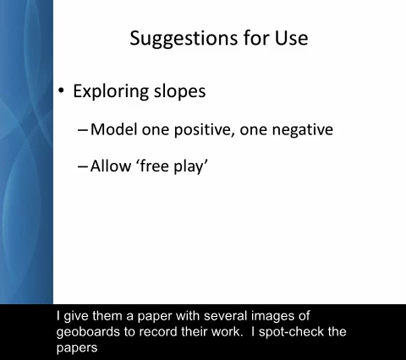 Suggestions for Use
• Exploring slopes
–Model one positive, one negative
–Allow ‘free play’
I give them a paper with several images of
geoboards to record their work.  I spot-check the
papers